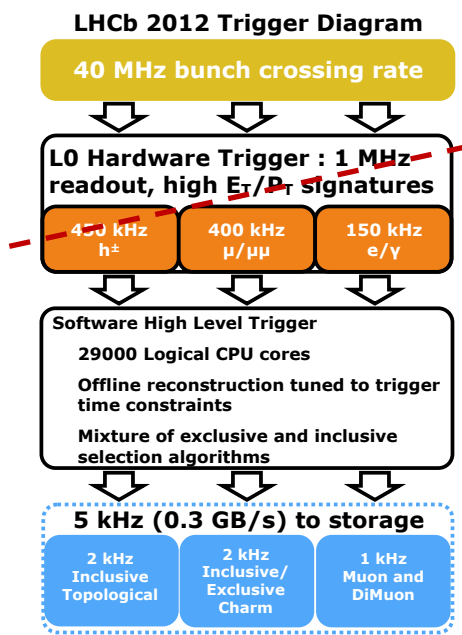 LHCb 2012 Trigger Diagram
40 MHz bunch crossing rate
L0 Hardware Trigger : 1 MHz
readout, high ET/PT signatures
450 kHz
h±
400 kHz
μ/μμ
150 kHz
e/γ
Software High Level Trigger
29000 Logical CPU cores
Offline reconstruction tuned to trigger
time constraints
Mixture of exclusive and inclusive
selection algorithms
5 kHz (0.3 GB/s) to storage
2 kHz
Inclusive
Topological
2 kHz
Inclusive/
Exclusive
Charm
1 kHz
Muon and
DiMuon